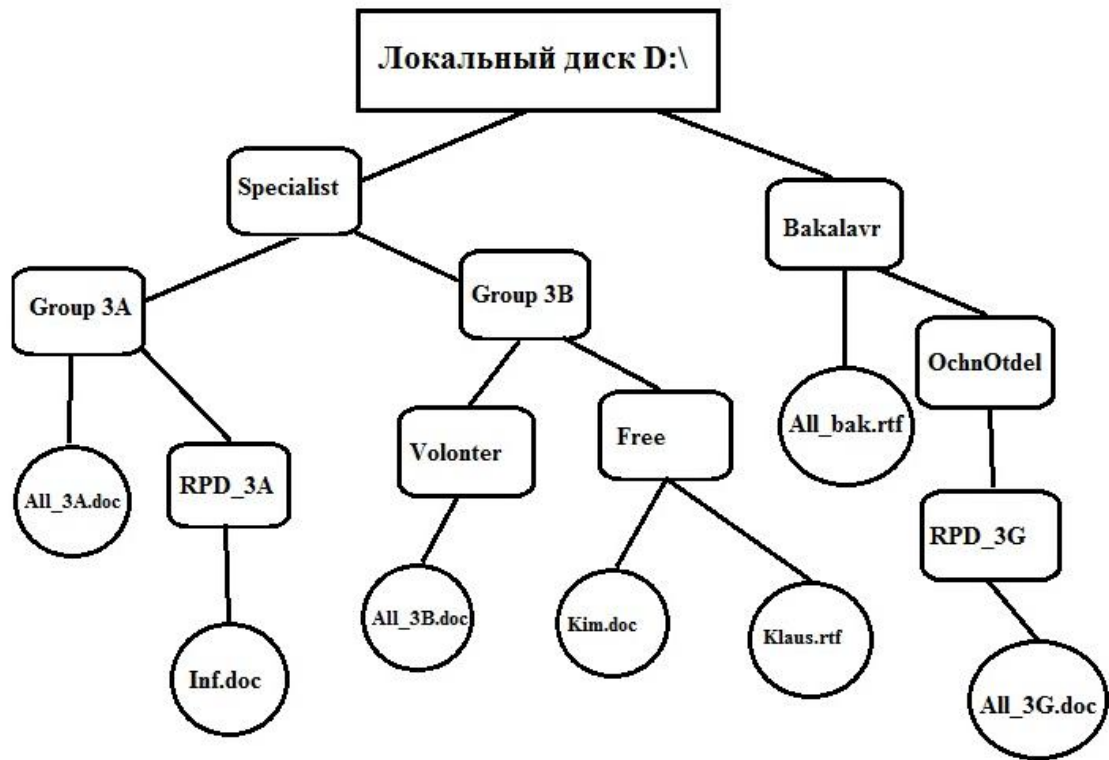 Локальный диск D:\
Specialist
Bakalavr
Group 3A
Group 3B
OchnOtdel
All_bak.rtf
Volonter
Free
RPD_3A
All_3A.doc
RPD_3G
All_3B.doc
Kim.doc
Klaus.rtf
Inf.doc
All_3G.doc